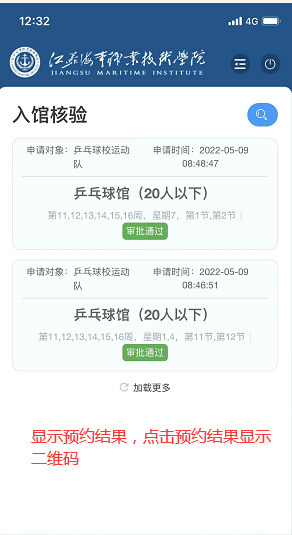 12:32
4G
江苏海事职业技术学院
JIANGSU MARITIME INSTITUTE
入馆核验
申请对象：乒乓球校运动队
申请时间：2022-05-09 08:48:47
乒乓球馆（20人以下）
第11,12,13,14,15,16周，星期7，第1节,第2节
审批通过
申请对象：乒乓球校运动队
申请时间：2022-05-09 08:46:51
乒乓球馆（20人以下）
第11,12,13,14,15,16周，星期1,4，第11节,第12节
审批通过
加载更多
显示预约结果，点击预约结果显示
二维码